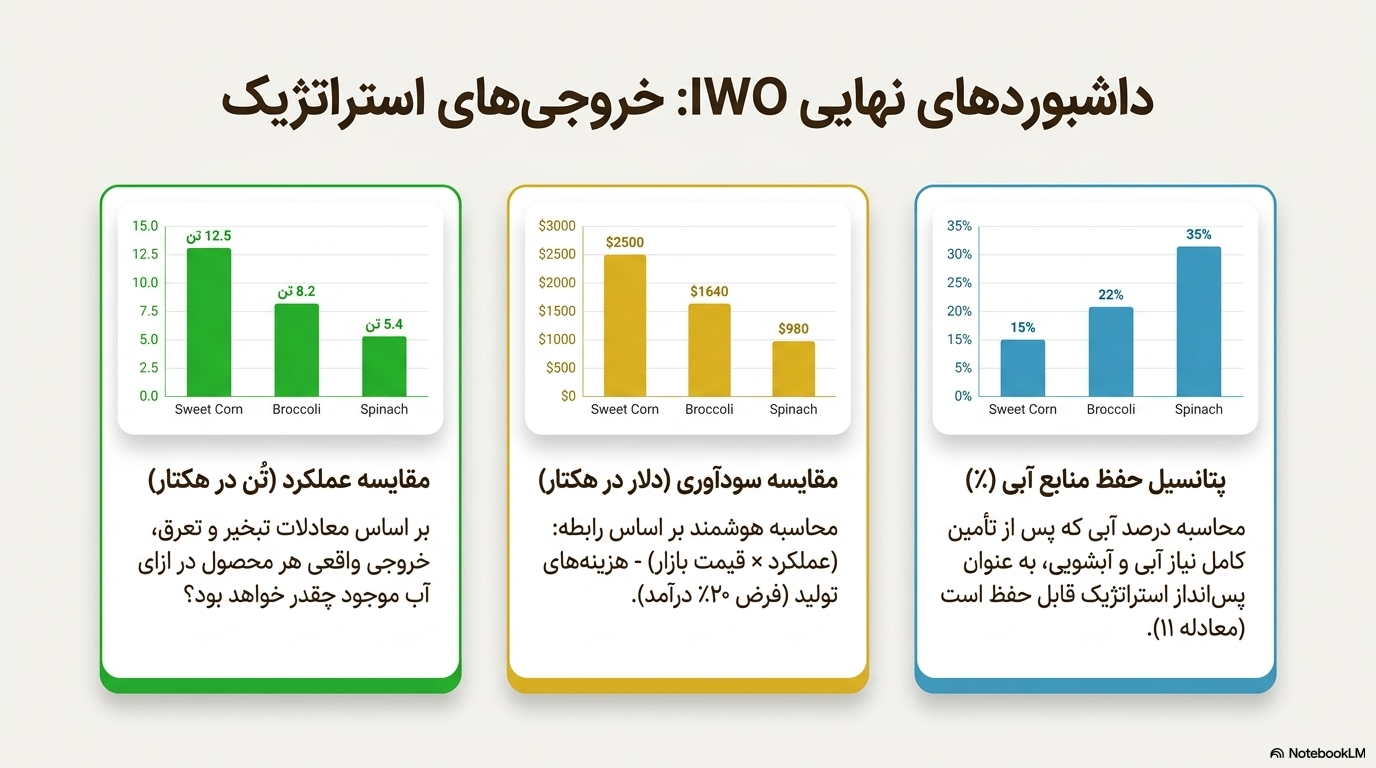 داشبوردهای نهایی IWO: خروجی‌های استراتژیک
35%
30%
25%
20%
15%
5%
0%
15%
22%
35%
Sweet Corn
Broccoli
Spinach
پتانسیل حفظ منابع آبی (٪)
محاسبه درصد آبی که پس از تأمین
کامل نیاز آبی و آبشویی، به عنوان
پس‌انداز استراتژیک قابل حفظ است
(معادله ۱۱).
$3000
$2500
$2000
$1500
$1000
$500
$0
$2500
$1640
$980
Sweet Corn
Broccoli
Spinach
مقایسه سودآوری (دلار در هکتار)
محاسبه هوشمند بر اساس رابطه:
(عملکرد × قیمت بازار) - هزینه‌های
تولید (فرض ۲۰٪ درآمد).
15.0
12.5
10.0
7.5
5.0
2.5
0.0
12.5 تن
8.2 تن
5.4 تن
Sweet Corn
Broccoli
Spinach
مقایسه عملکرد (تُن در هکتار)
بر اساس معادلات تبخیر و تعرق،
خروجی واقعی هر محصول در ازای
آب موجود چقدر خواهد بود؟
NotebookLM